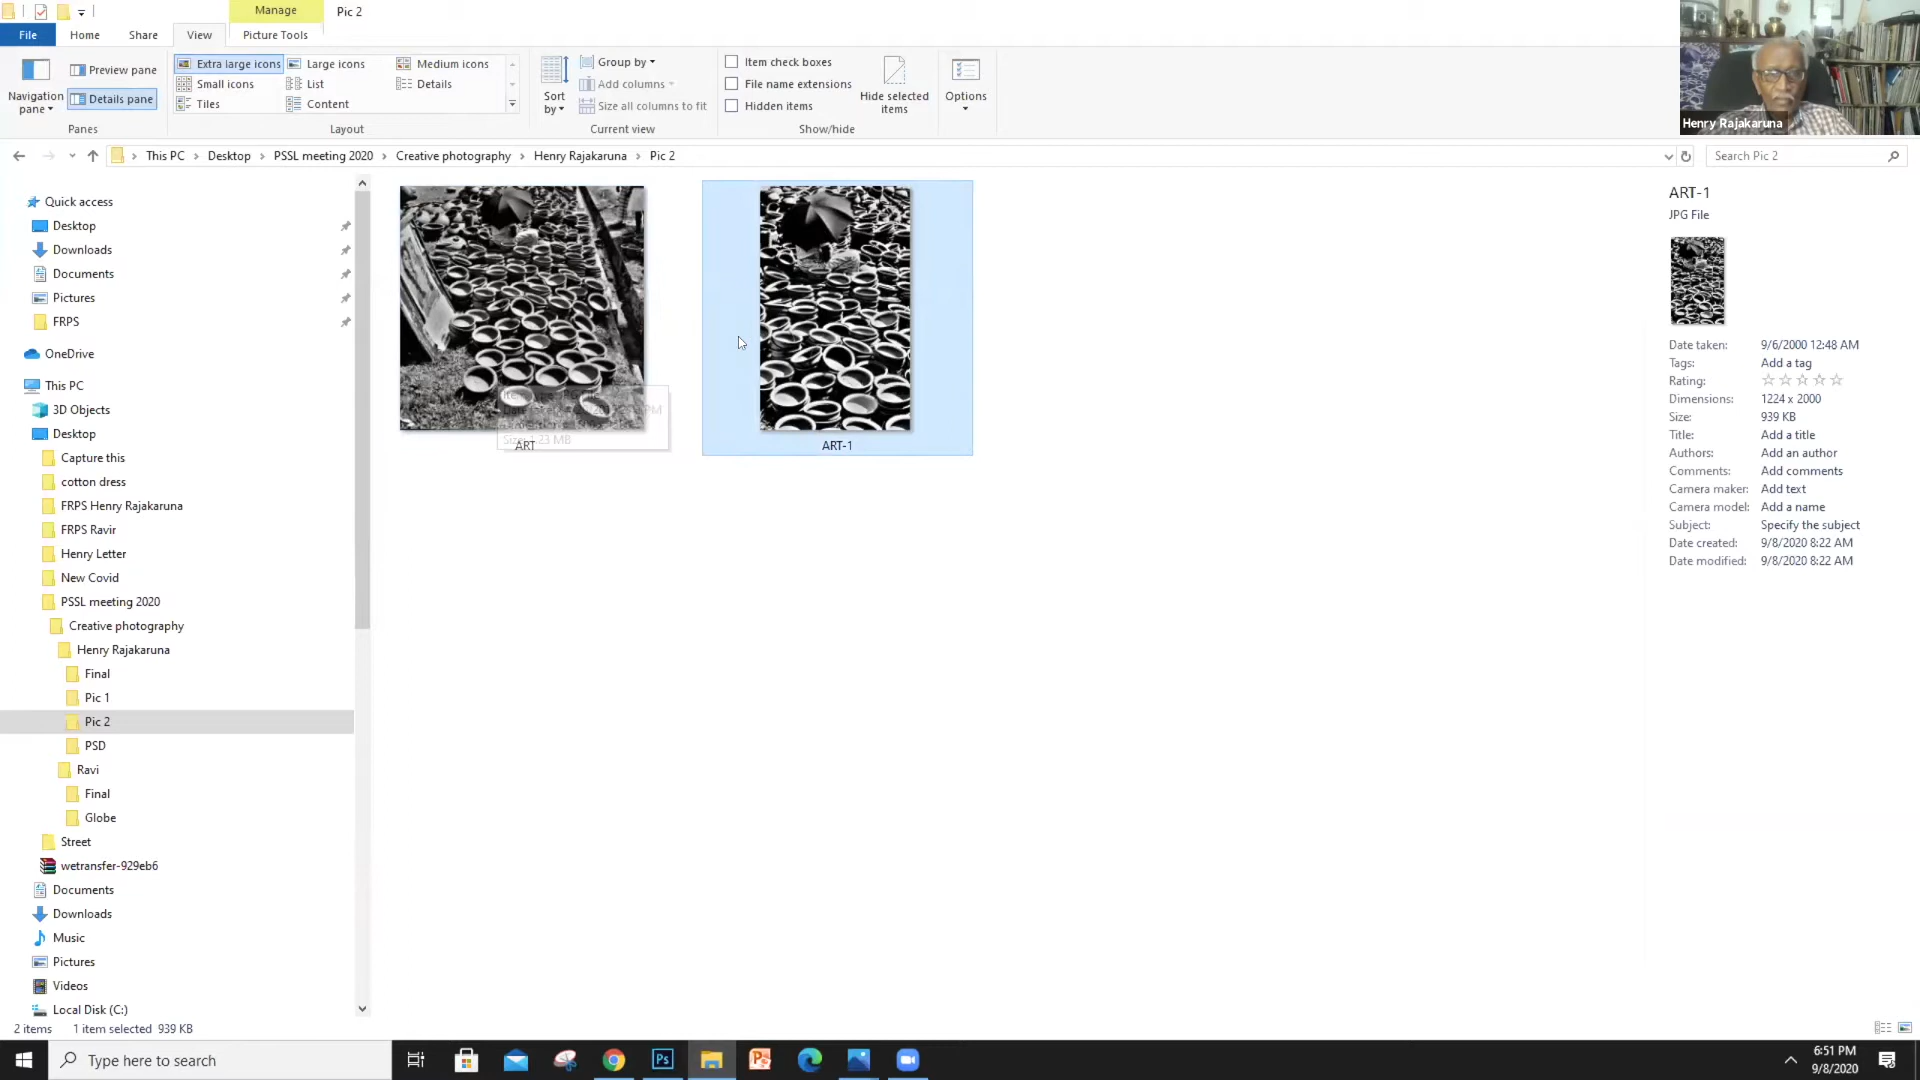 Manage Pic 2
File Home Share View Picture Tools
Navigation pane
Preview pane
Details pane
Panes
Extra large icons Large icons Medium icons
Small icons List Details
Tiles Content
Layout
Sort by
Group by
Add columns
Size all columns to fit
Current view
Item check boxes
File name extensions
Hidden items
Hide selected items
Show/hide
Options
Henry Rajakaruna
This PC Desktop PSSL meeting 2020 Creative photography Henry Rajakaruna Pic 2
Search Pic 2
Quick access
Desktop
Downloads
Documents
Pictures
FRPS
OneDrive
This PC
3D Objects
Desktop
Capture this
cotton dress
FRPS Henry Rajakaruna
FRPS Ravir
Henry Letter
New Covid
PSSL meeting 2020
Creative photography
Henry Rajakaruna
Final
Pic 1
Pic 2
PSD
Ravi
Final
Globe
Street
wetransfer-929eb6
Documents
Downloads
Music
Pictures
Videos
Local Disk (C:)
ART
ART-1
ART-1
JPG File
Date taken: 9/6/2000 12:48 AM
Tags: Add a tag
Rating:
Dimensions: 1224 x 2000
Size: 939 KB
Title: Add a title
Authors: Add an author
Comments: Add comments
Camera maker: Add text
Camera model: Add a name
Subject: Specify the subject
Date created: 9/8/2020 8:22 AM
Date modified: 9/8/2020 8:22 AM
2 items 1 item selected 939 KB
Type here to search
Ps
6:51 PM
9/8/2020